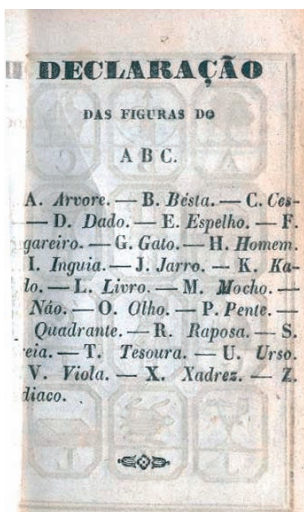 DECLARAÇÃO
DAS FIGURAS DO
A B C.
A. Arvore. — B. Bésta. — C. Ces-
— D. Dado. — E. Espelho. — F.
gareiro. — G. Gato. — H. Homem.
I. Inguia. — J. Jarro. — K. Ka-
lo. — L. Livro. — M. Mocho. —
Náo. — O. Olho. — P. Pente. —
Quadrante. — R. Raposa. — S.
reia. — T. Tesoura. — U. Urso.
V. Viola. — X. Xadrez. — Z.
diaco.